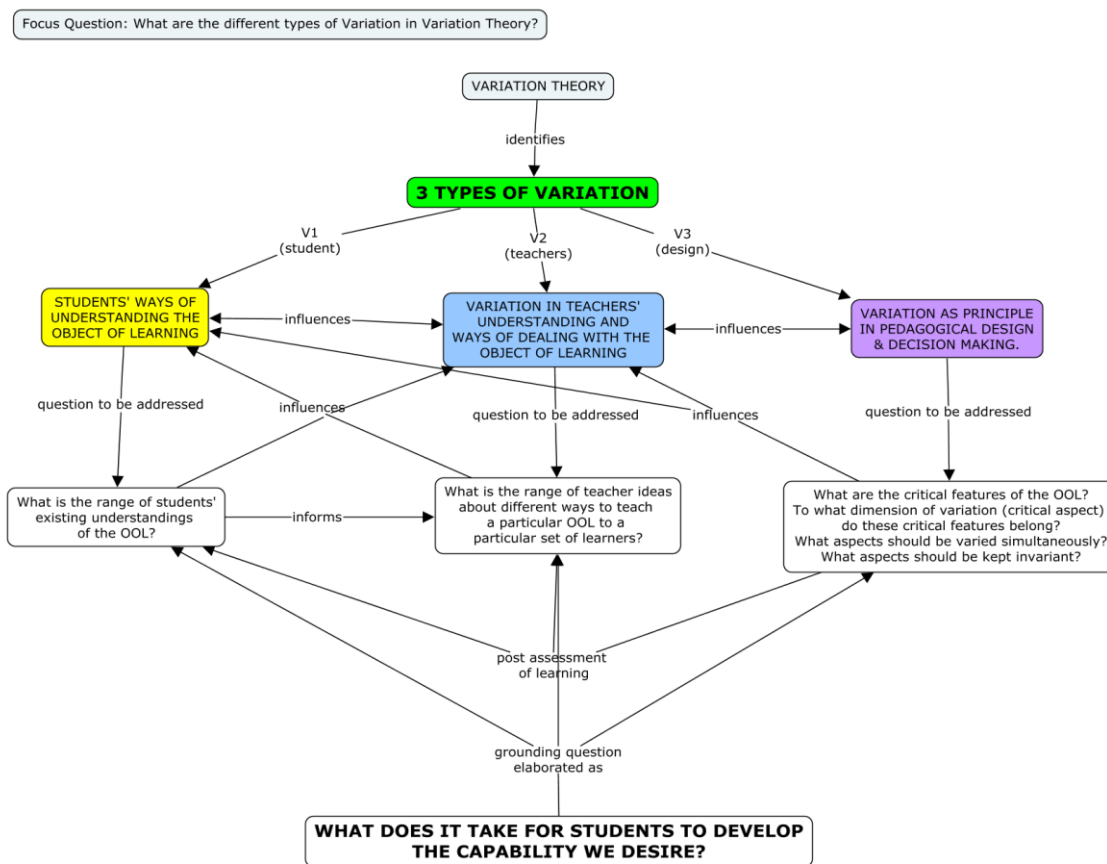 Focus Question: What are the different types of Variation in Variation Theory?
VARIATION THEORY
identifies
3 TYPES OF VARIATION
V1
(student)
V2
(teachers)
V3
(design)
STUDENTS' WAYS OF
UNDERSTANDING THE
OBJECT OF LEARNING
influences
VARIATION IN TEACHERS'
UNDERSTANDING AND
WAYS OF DEALING WITH THE
OBJECT OF LEARNING
influences
VARIATION AS PRINCIPLE
IN PEDAGOGICAL DESIGN
& DECISION MAKING.
question to be addressed
influences
question to be addressed
influences
question to be addressed
What is the range of students'
existing understandings
of the OOL?
informs
What is the range of teacher ideas
about different ways to teach
a particular OOL to a
particular set of learners?
What are the critical features of the OOL?
To what dimension of variation (critical aspect)
do these critical features belong?
What aspects should be varied simultaneously?
What aspects should be kept invariant?
post assessment
of learning
grounding question
elaborated as
WHAT DOES IT TAKE FOR STUDENTS TO DEVELOP
THE CAPABILITY WE DESIRE?